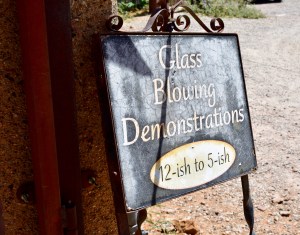 Glass
Blowing
Demonstrations
12-ish to 5-ish